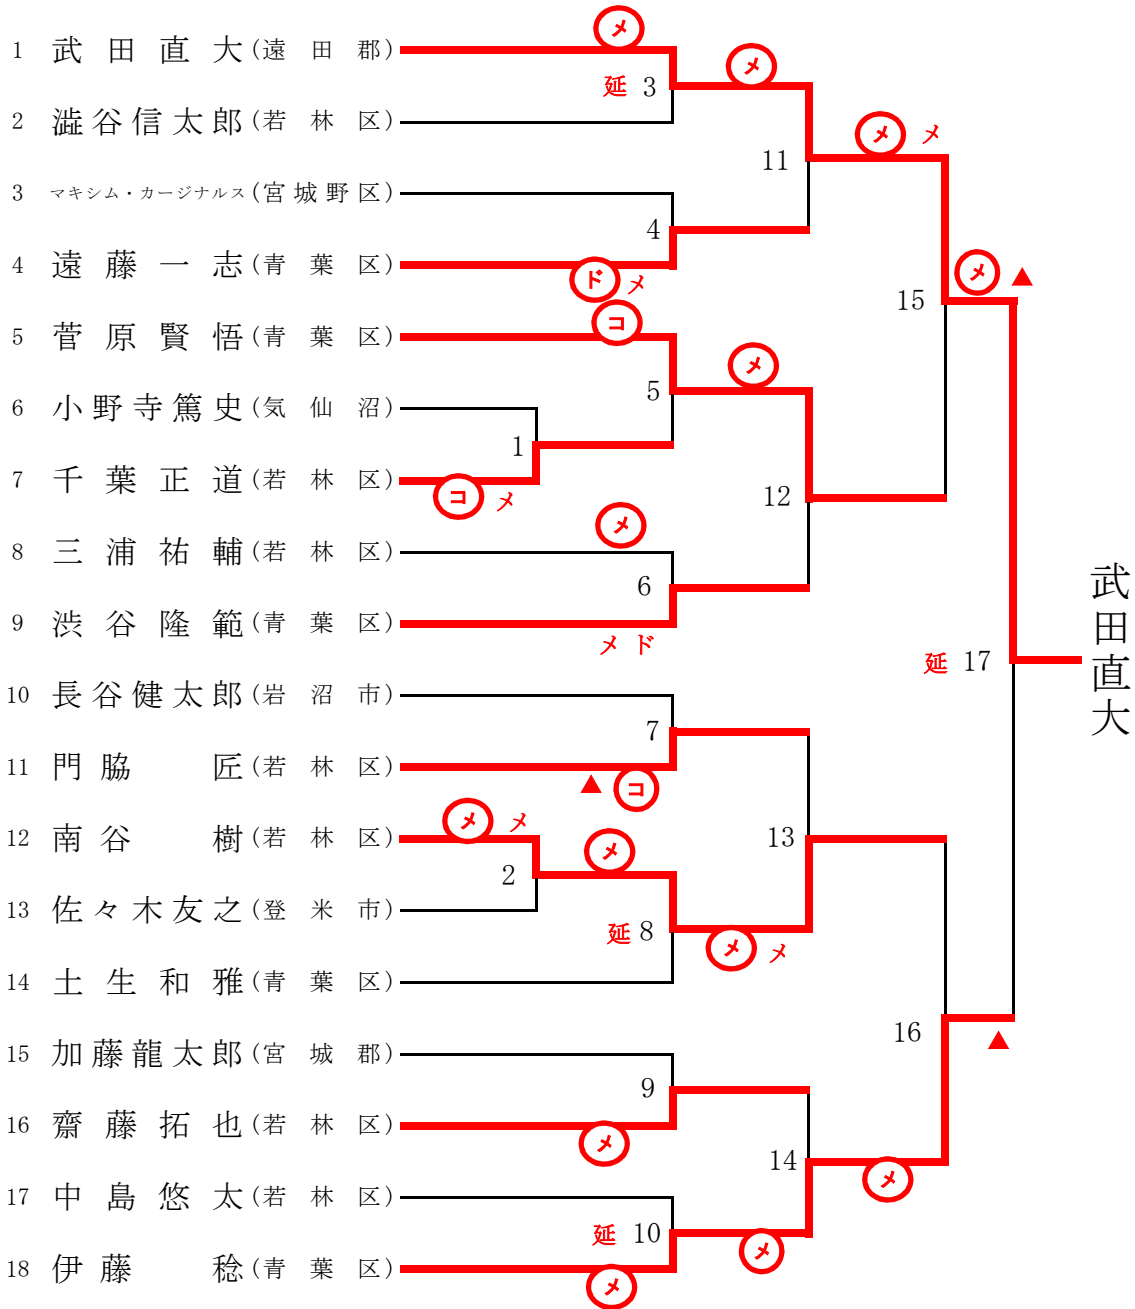 1 武田直大(遠田郡)
メ
延 3
メ
2 澁谷信太郎(若林区)
11
メ メ
3 マキシム・カージナルス(宮城野区)
4
4 遠藤一志(青葉区)
ド メ
メ ▲
15
5 菅原賢悟(青葉区)
コ
5
メ
6 小野寺篤史(気仙沼)
1
7 千葉正道(若林区)
コ メ
12
8 三浦祐輔(若林区)
メ
6
9 渋谷隆範(青葉区)
メ ド
延 17
武田直大
10 長谷健太郎(岩沼市)
7
11 門脇匠(若林区)
▲ コ
12 南谷樹(若林区)
メ メ
2
メ
13
13 佐々木友之(登米市)
延 8
メ メ
14 土生和雅(青葉区)
16
▲
15 加藤龍太郎(宮城郡)
9
16 齋藤拓也(若林区)
メ
14
メ
17 中島悠太(若林区)
延 10
メ
18 伊藤稔(青葉区)
メ